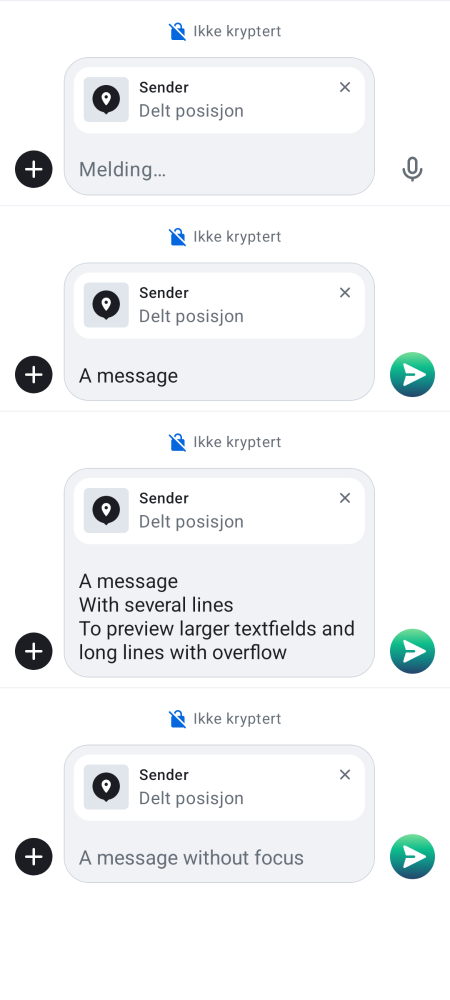 Ikke kryptert
Sender
Delt posisjon
Melding…
Ikke kryptert
Sender
Delt posisjon
A message
Ikke kryptert
Sender
Delt posisjon
A message
With several lines
To preview larger textfields and
long lines with overflow
Ikke kryptert
Sender
Delt posisjon
A message without focus